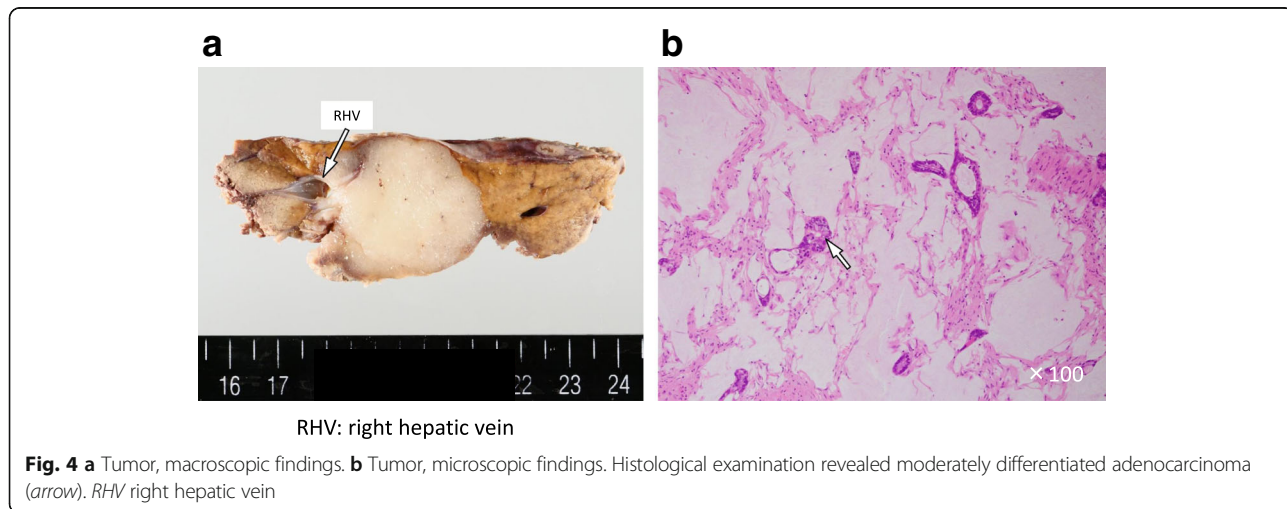 a
b
RHV
× 100
16 17 22 23 24
RHV: right hepatic vein
Fig. 4 a Tumor, macroscopic findings. b Tumor, microscopic findings. Histological examination revealed moderately differentiated adenocarcinoma
(arrow). RHV right hepatic vein